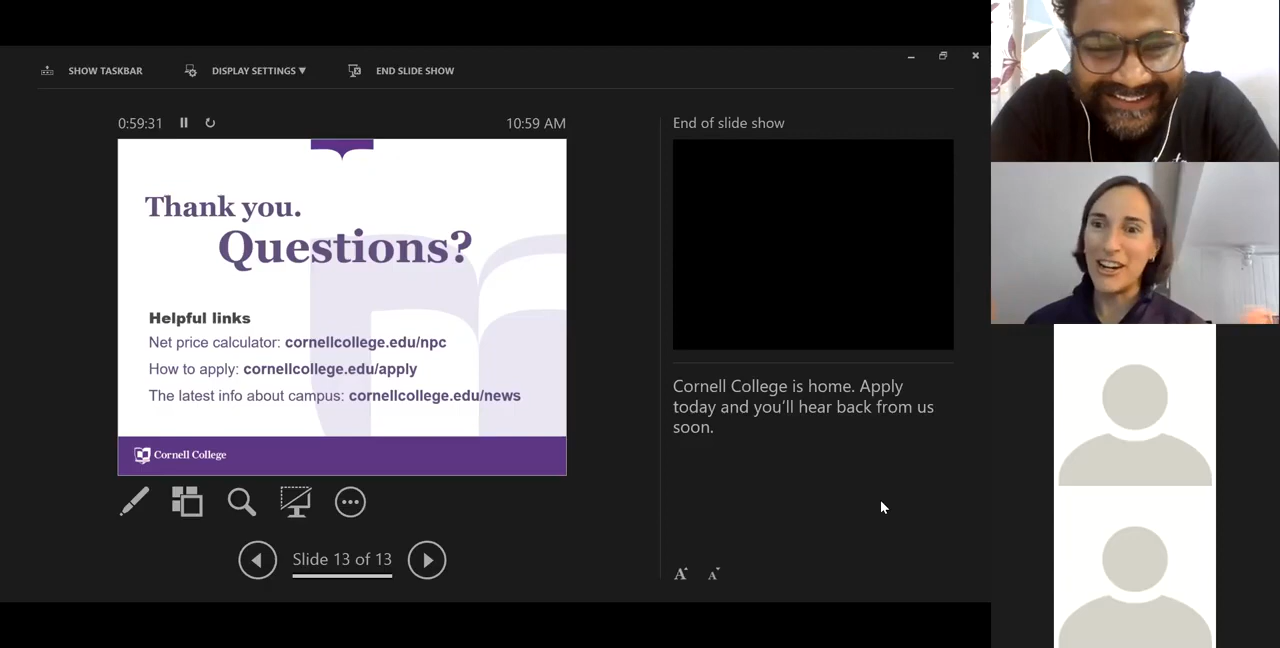 SHOW TASKBAR
DISPLAY SETTINGS ▼
END SLIDE SHOW
0:59:31
10:59 AM
Thank you.
Questions?
Helpful links
Net price calculator: cornellcollege.edu/npc
How to apply: cornellcollege.edu/apply
The latest info about campus: cornellcollege.edu/news
Cornell College
Slide 13 of 13
End of slide show
Cornell College is home. Apply
today and you'll hear back from us
soon.
A
A